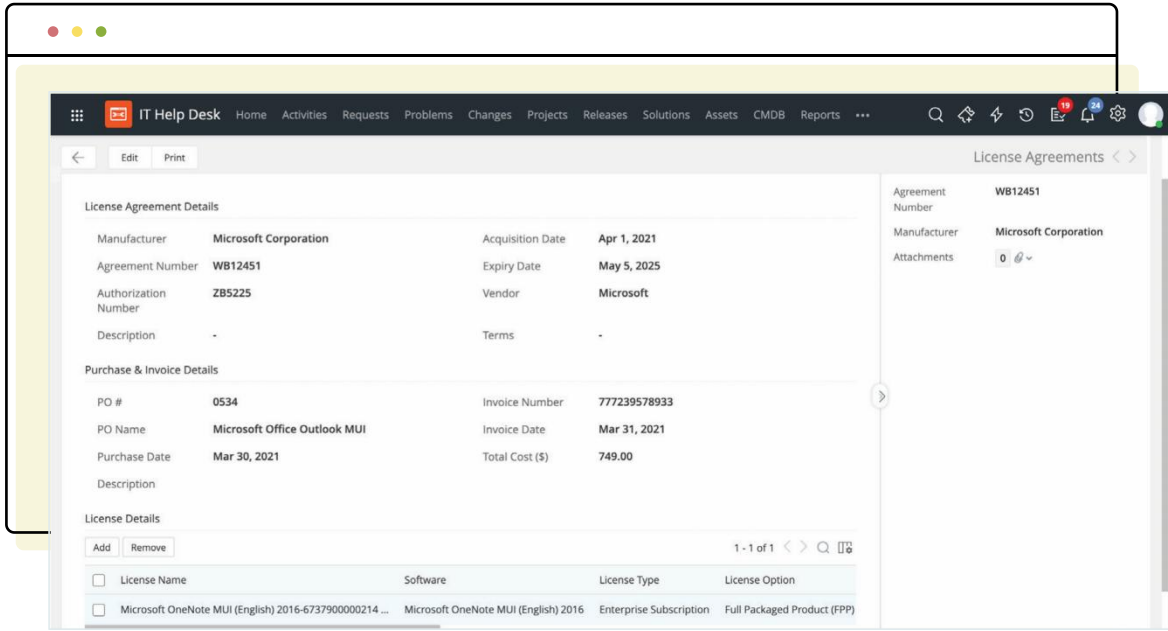 IT Help Desk Home Activities Requests Problems Changes Projects Releases Solutions Assets CMDB Reports 19 24
Edit Print License Agreements
License Agreement Details
Manufacturer Microsoft Corporation Acquisition Date Apr 1, 2021
Agreement Number WB12451 Expiry Date May 5, 2025
Authorization Number ZB5225 Vendor Microsoft
Description - Terms -
Purchase & Invoice Details
PO # 0534 Invoice Number 777239578933
PO Name Microsoft Office Outlook MUI Invoice Date Mar 31, 2021
Purchase Date Mar 30, 2021 Total Cost ($) 749.00
Description
License Details
Add Remove 1 - 1 of 1
License Name Software License Type License Option
Microsoft OneNote MUI (English) 2016-6737900000214 ... Microsoft OneNote MUI (English) 2016 Enterprise Subscription Full Packaged Product (FPP)
Agreement Number WB12451
Manufacturer Microsoft Corporation
Attachments 0